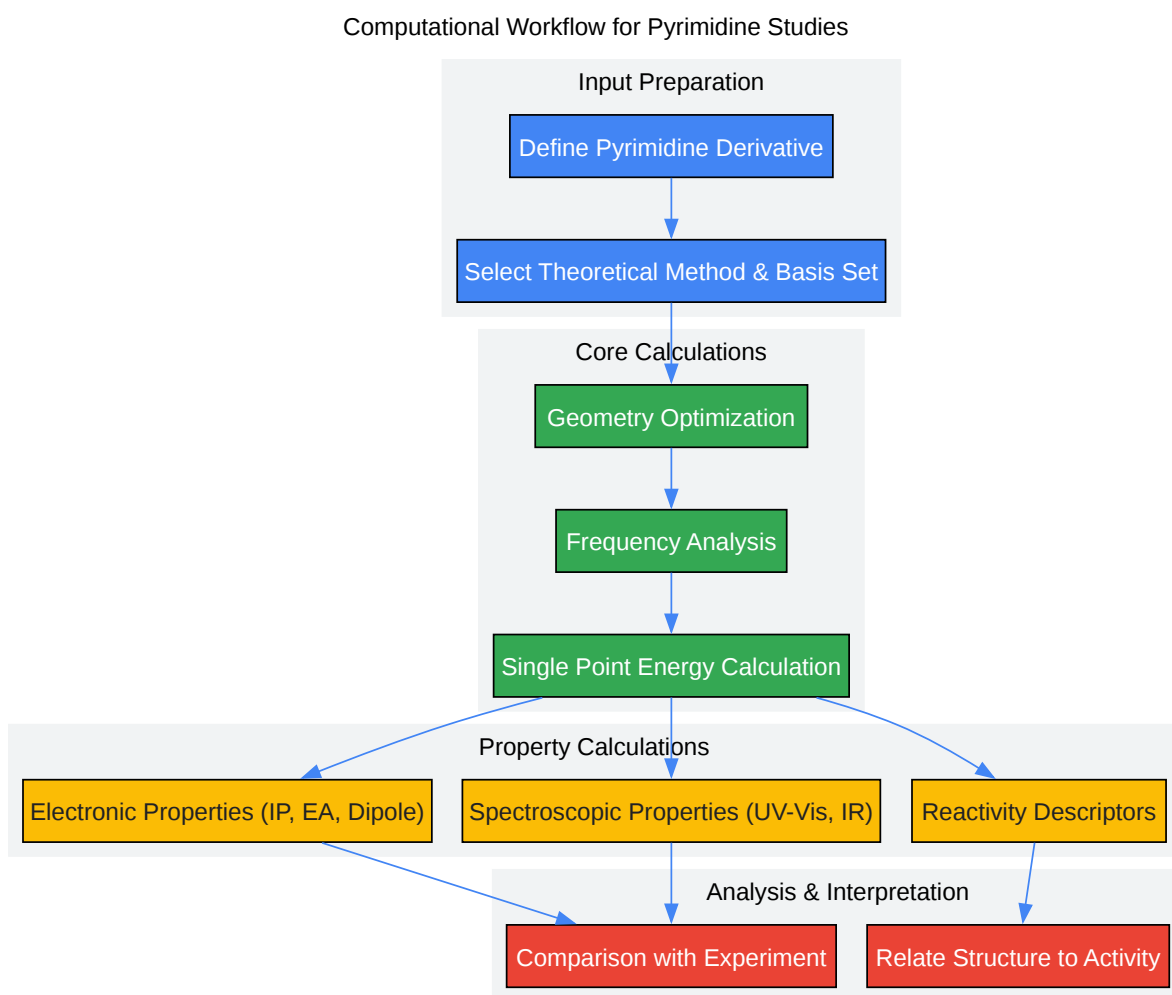 Computational Workflow for Pyrimidine Studies
Input Preparation
Define Pyrimidine Derivative
Select Theoretical Method & Basis Set
Core Calculations
Geometry Optimization
Frequency Analysis
Single Point Energy Calculation
Property Calculations
Electronic Properties (IP, EA, Dipole)
Spectroscopic Properties (UV-Vis, IR)
Reactivity Descriptors
Analysis & Interpretation
Comparison with Experiment
Relate Structure to Activity